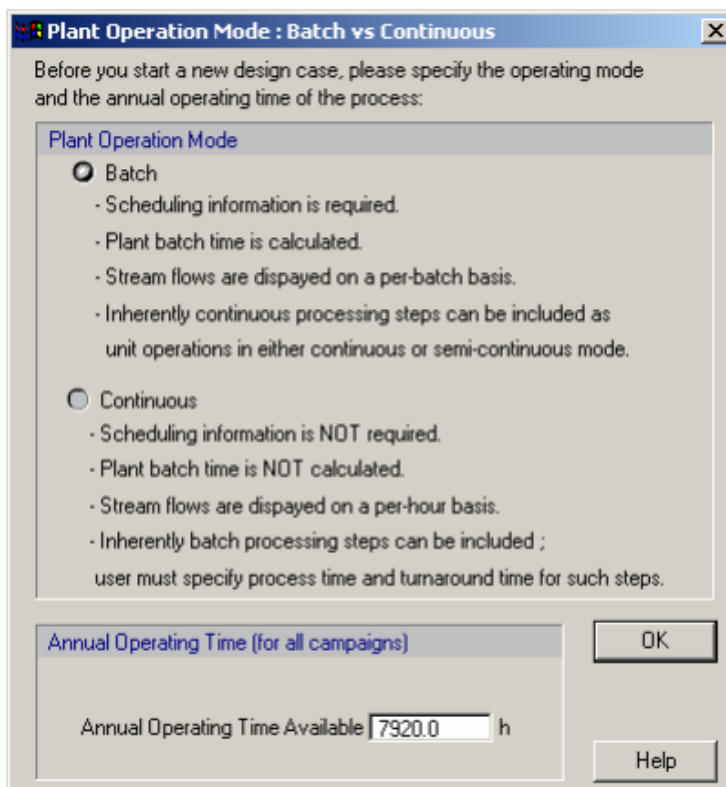 Plant Operation Mode : Batch vs Continuous
Before you start a new design case, please specify the operating mode
and the annual operating time of the process:
Plant Operation Mode
Batch
- Scheduling information is required.
- Plant batch time is calculated.
- Stream flows are dispayed on a per-batch basis.
- Inherently continuous processing steps can be included as
unit operations in either continuous or semi-continuous mode.
Continuous
- Scheduling information is NOT required.
- Plant batch time is NOT calculated.
- Stream flows are dispayed on a per-hour basis.
- Inherently batch processing steps can be included ;
user must specify process time and turnaround time for such steps.
Annual Operating Time (for all campaigns)
OK
Annual Operating Time Available 7920.0 h
Help